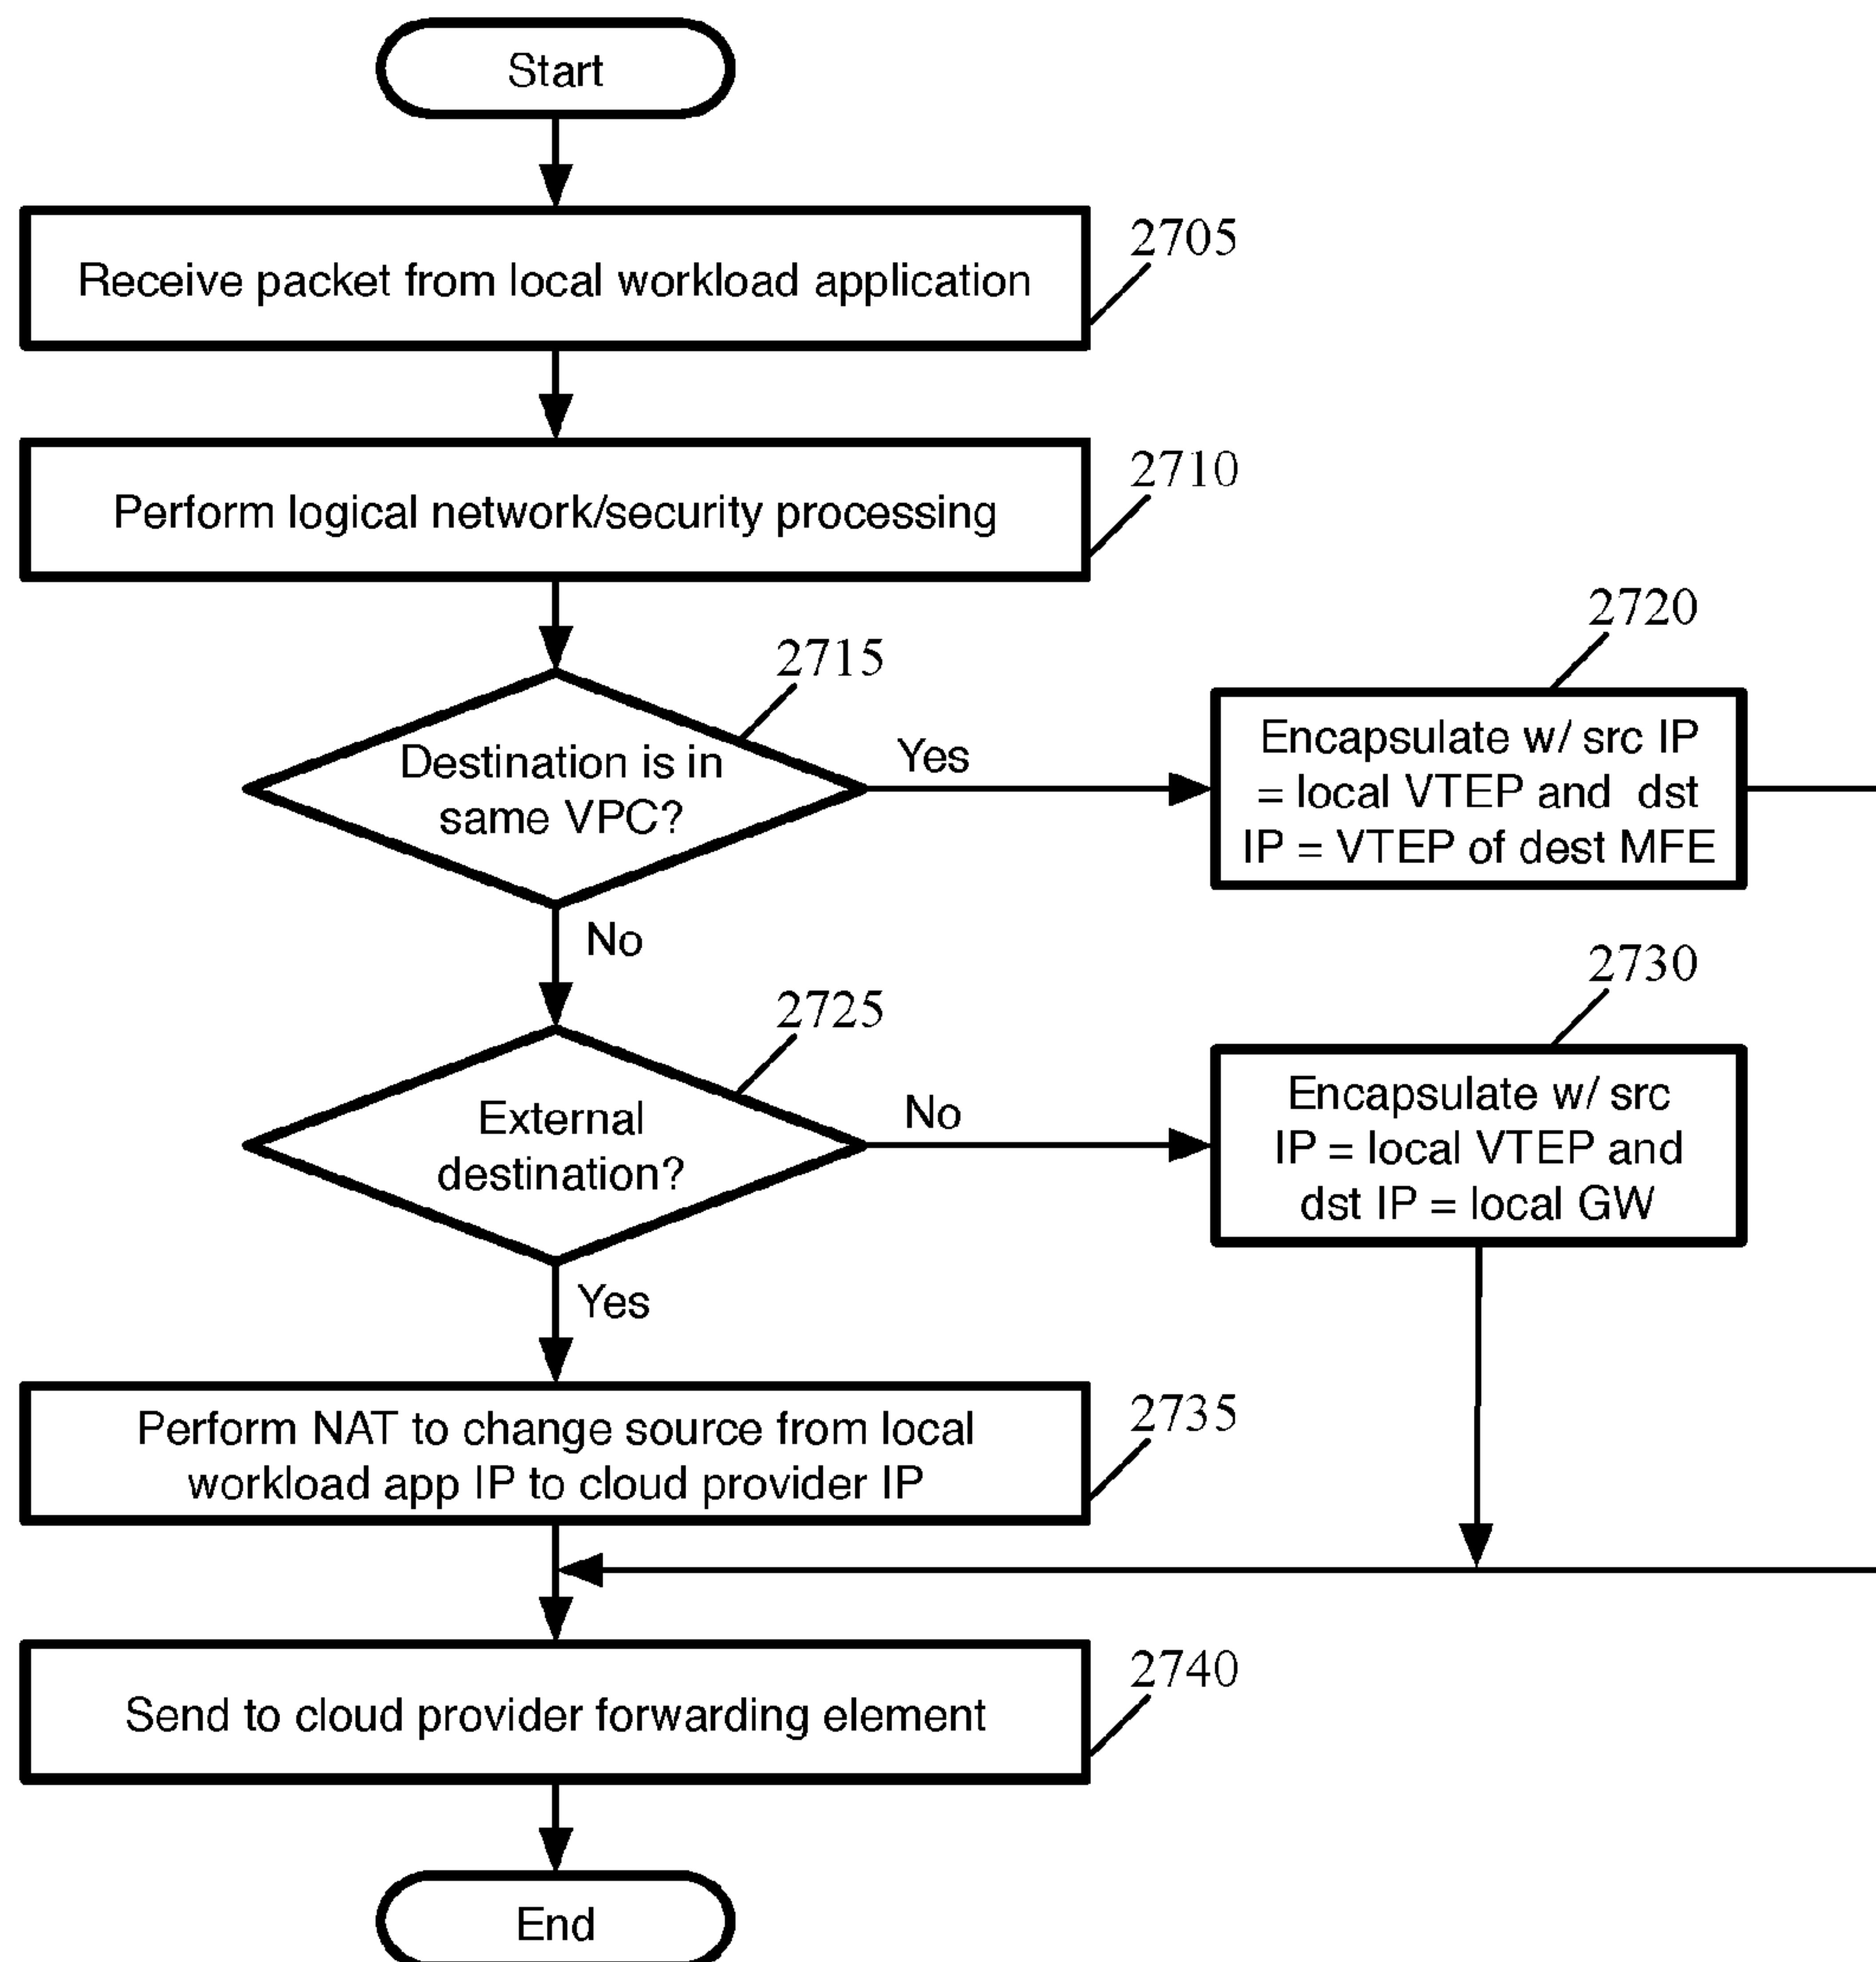 Start
2705
Receive packet from local workload application
2710
Perform logical network/security processing
2715
Destination is in
same VPC?
Yes
2720
Encapsulate w/ src IP
= local VTEP and dst
IP = VTEP of dest MFE
No
2725
External
destination?
No
2730
Encapsulate w/ src
IP = local VTEP and
dst IP = local GW
Yes
2735
Perform NAT to change source from local
workload app IP to cloud provider IP
2740
Send to cloud provider forwarding element
End